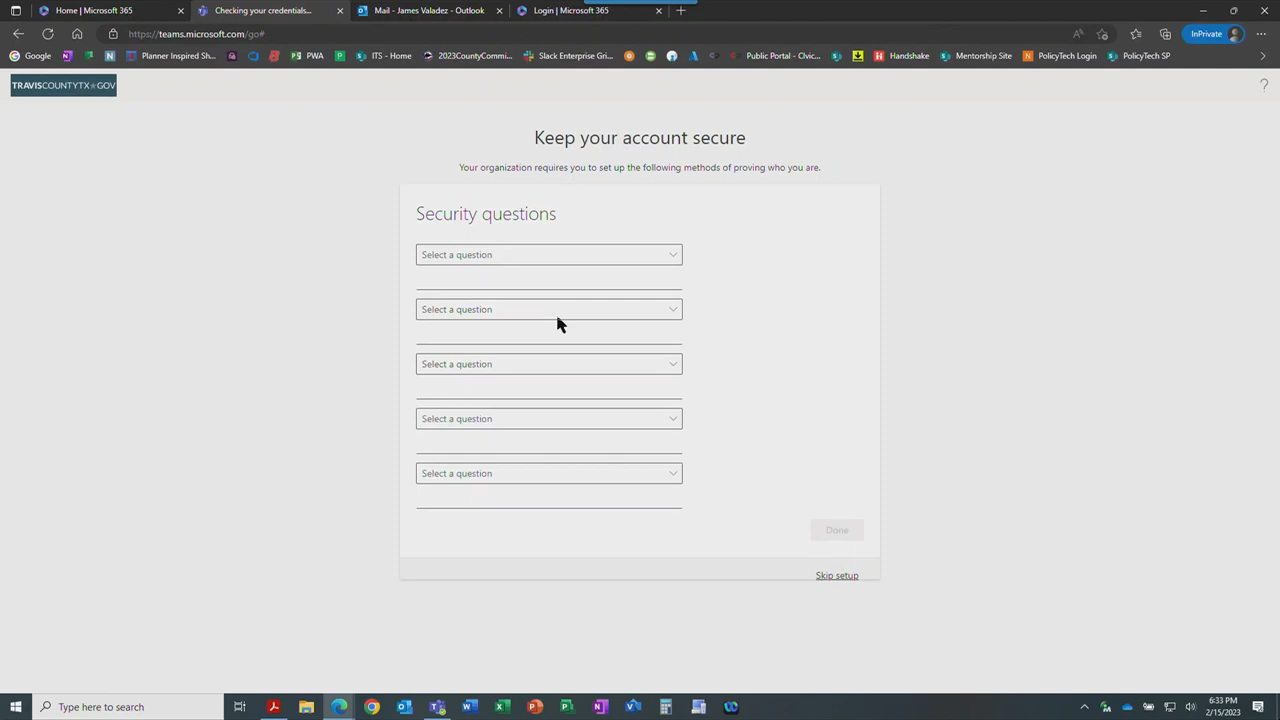 Home | Microsoft 365
Checking your credentials...
Mail - James Valadez - Outlook
Login | Microsoft 365
https://teams.microsoft.com/go#
InPrivate
Google
Planner Inspired Sh...
PWA
ITS - Home
2023CountyCommi...
Slack Enterprise Gri...
Public Portal - Civic...
Handshake
Mentorship Site
PolicyTech Login
PolicyTech SP
TRAVISCOUNTYTX★GOV
?
Keep your account secure
Your organization requires you to set up the following methods of proving who you are.
Security questions
Select a question
Select a question
Select a question
Select a question
Select a question
Done
Skip setup
Type here to search
6:33 PM
2/15/2023